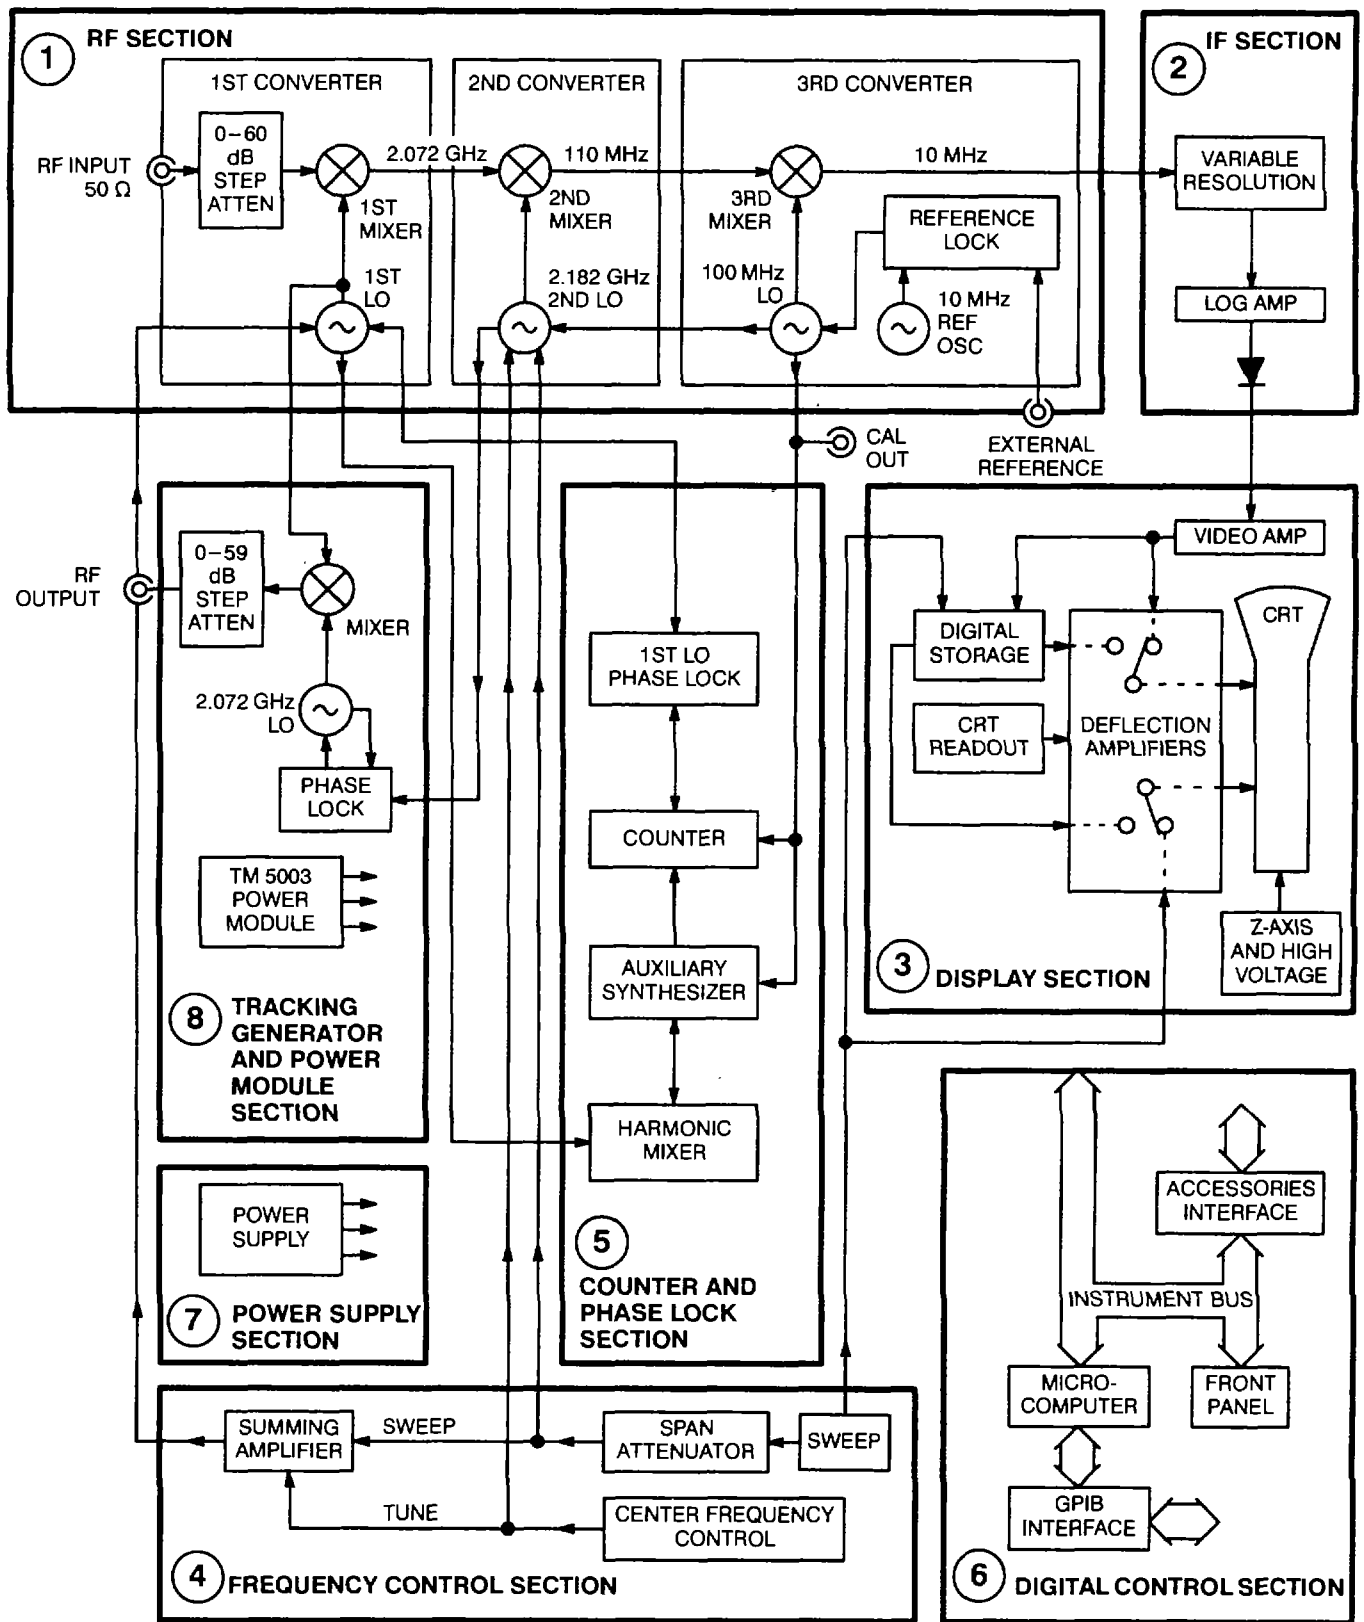 1
RF SECTION
1ST CONVERTER
2ND CONVERTER
3RD CONVERTER
RF INPUT
50 Ω
0–60
dB
STEP
ATTEN
1ST
MIXER
2.072 GHz
2ND
MIXER
110 MHz
3RD
MIXER
10 MHz
1ST
LO
2.182 GHz
2ND LO
100 MHz
LO
REFERENCE
LOCK
10 MHz
REF
OSC
EXTERNAL
REFERENCE
CAL
OUT
2
IF SECTION
VARIABLE
RESOLUTION
LOG AMP
VIDEO AMP
DIGITAL
STORAGE
CRT
READOUT
DEFLECTION
AMPLIFIERS
CRT
Z-AXIS
AND HIGH
VOLTAGE
3
DISPLAY SECTION
RF
OUTPUT
0–59
dB
STEP
ATTEN
MIXER
2.072 GHz
LO
PHASE
LOCK
TM 5003
POWER
MODULE
8
TRACKING
GENERATOR
AND POWER
MODULE
SECTION
1ST LO
PHASE LOCK
COUNTER
AUXILIARY
SYNTHESIZER
HARMONIC
MIXER
5
COUNTER AND
PHASE LOCK
SECTION
POWER
SUPPLY
7
POWER SUPPLY
SECTION
SUMMING
AMPLIFIER
SWEEP
SPAN
ATTENUATOR
SWEEP
TUNE
CENTER FREQUENCY
CONTROL
4
FREQUENCY CONTROL SECTION
ACCESSORIES
INTERFACE
INSTRUMENT BUS
MICRO-
COMPUTER
FRONT
PANEL
GPIB
INTERFACE
6
DIGITAL CONTROL SECTION